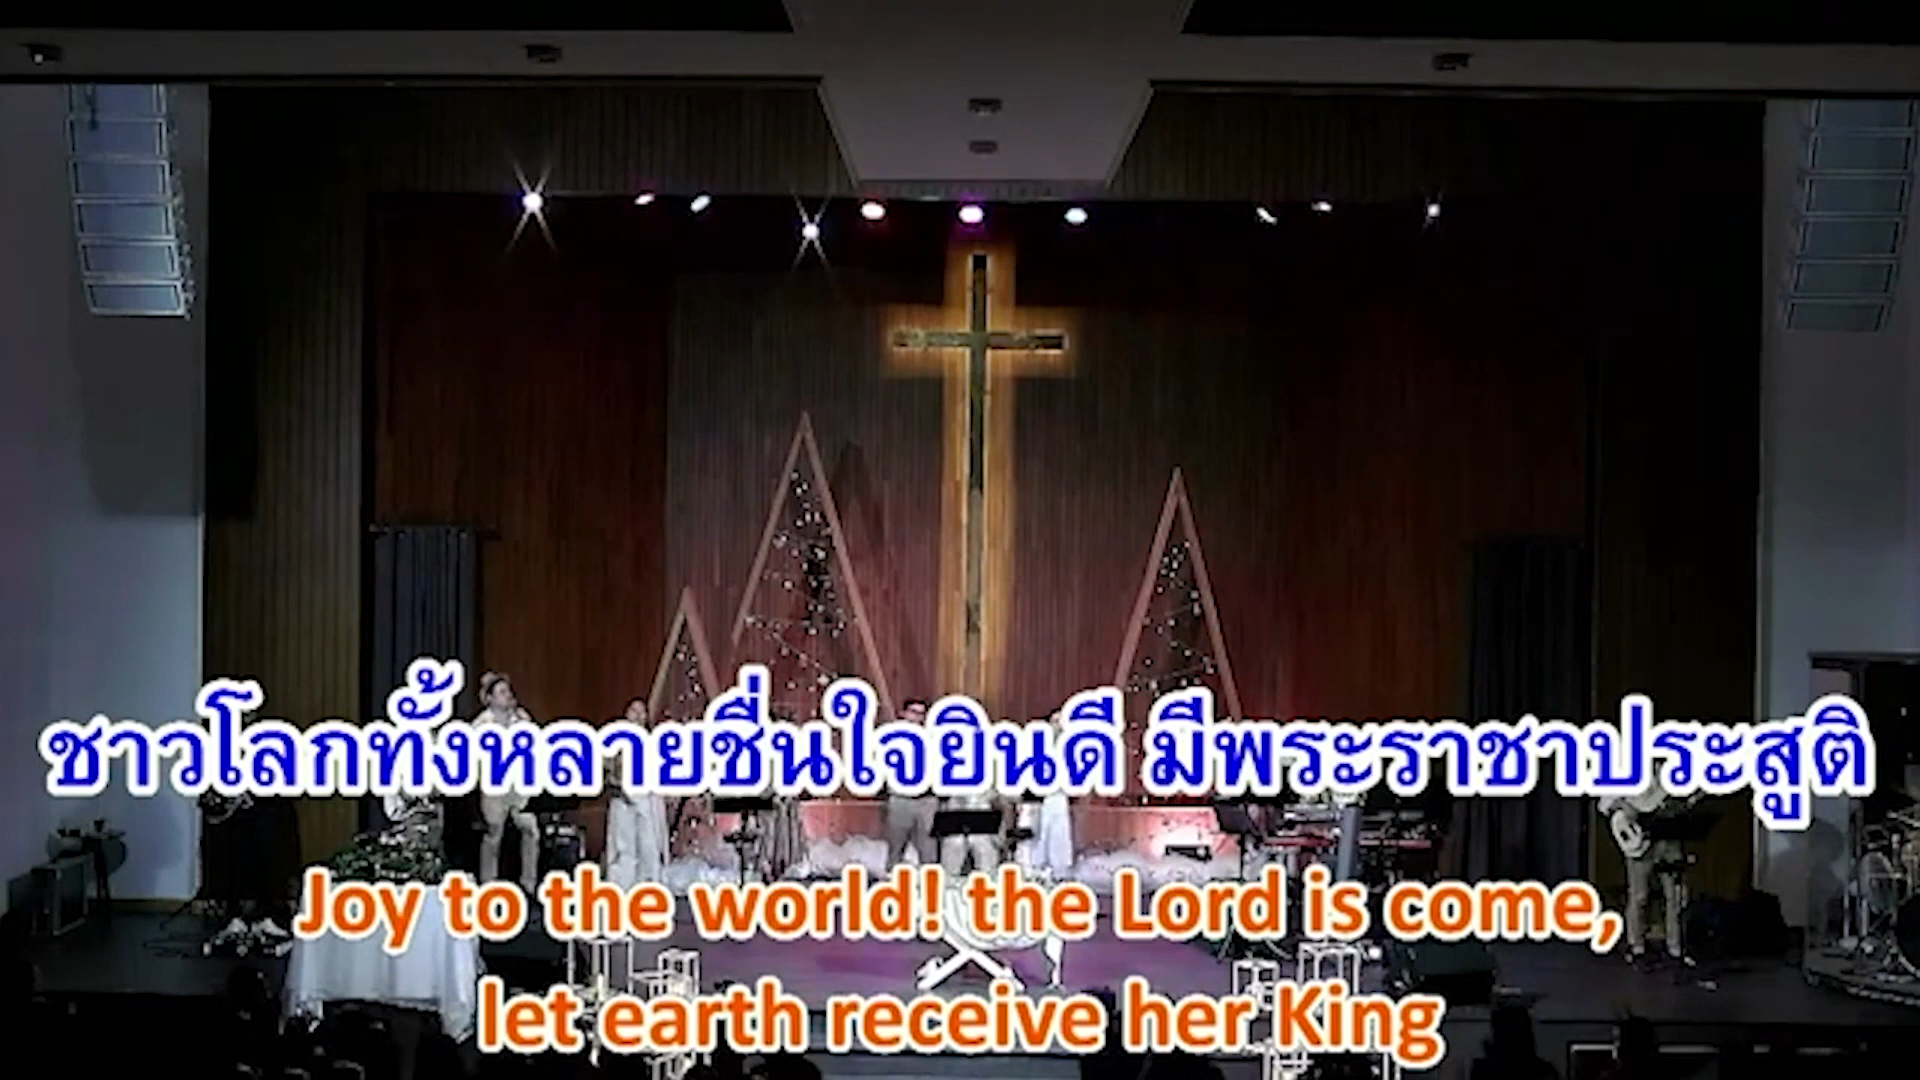 ชาวโลกทั้งหลายชื่นใจยินดี มีพระราชาประสูติ
Joy to the world! the Lord is come,
let earth receive her King